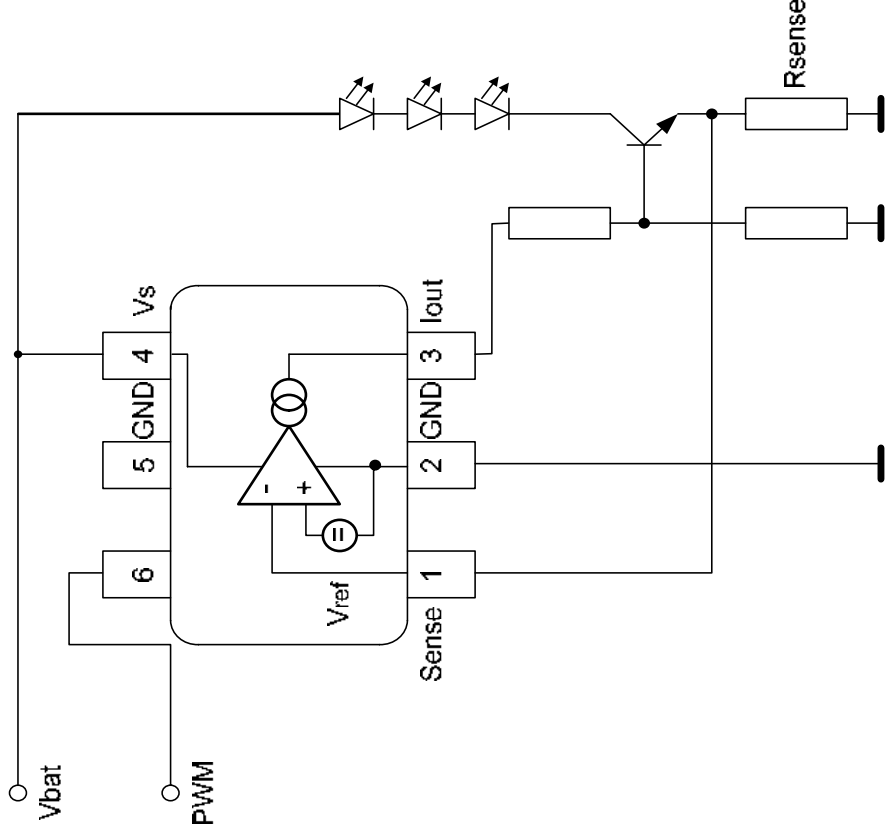 Vbat
6 5 GND 4 Vs
PWM
-
+
Vref
Sense 1 2 GND 3 Iout
Rsense